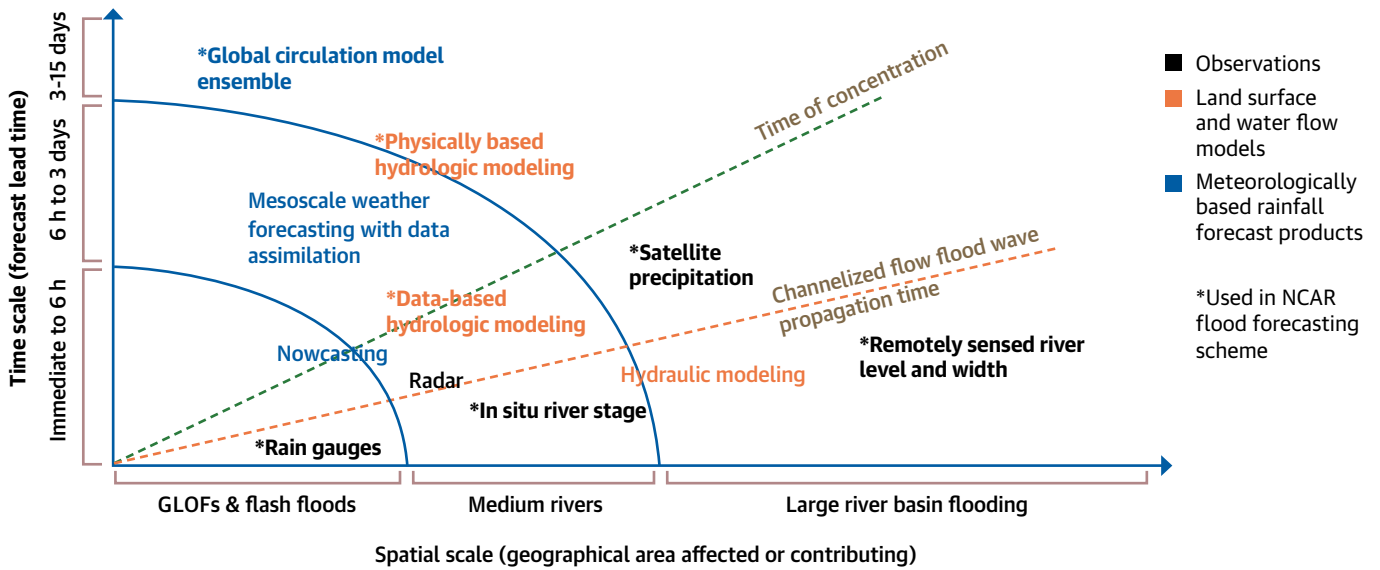 Time scale (forecast lead time)
3-15 days
6 h to 3 days
Immediate to 6 h
*Global circulation model
ensemble
*Physically based
hydrologic modeling
Mesoscale weather
forecasting with data
assimilation
*Data-based
hydrologic modeling
Nowcasting
Radar
*Rain gauges
*In situ river stage
Time of concentration
*Satellite
precipitation
Channelized flow flood wave
propagation time
Hydraulic modeling
*Remotely sensed river
level and width
GLOFs & flash floods
Medium rivers
Large river basin flooding
Spatial scale (geographical area affected or contributing)
Observations
Land surface
and water flow
models
Meteorologically
based rainfall
forecast products
*Used in NCAR
flood forecasting
scheme